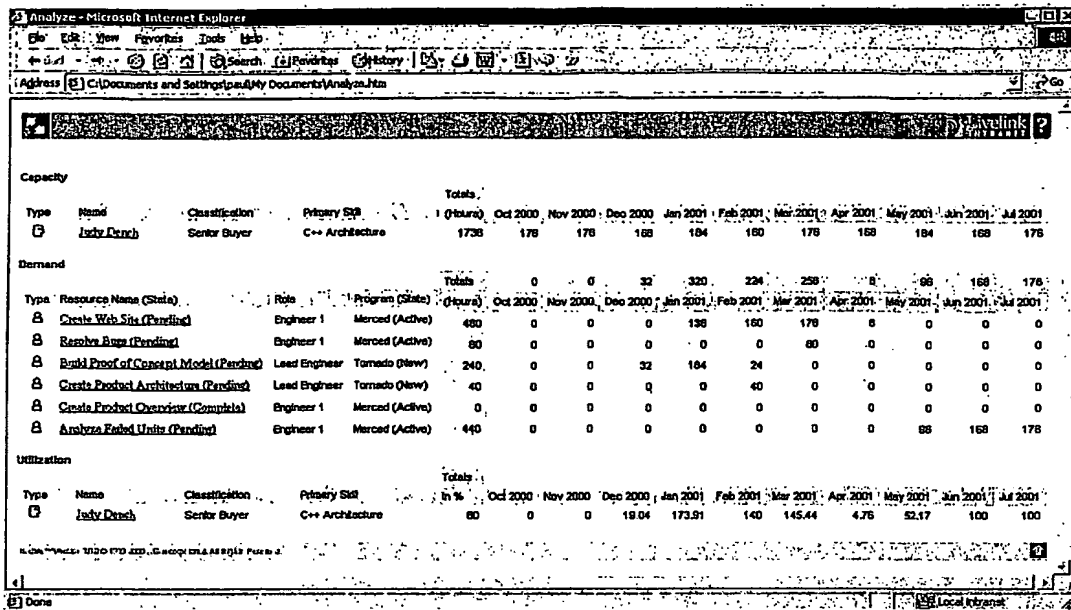 Analyze - Microsoft Internet Explorer
File Edit View Favorites Tools Help
Search Favorites History
Address C:\Documents and Settings\paul\My Documents\Analyze.htm Go
Livelink ?
INTRANET
Capacity
Totals
Type Name Classification Primary Skill (Hours) Oct 2000 Nov 2000 Dec 2000 Jan 2001 Feb 2001 Mar 2001 Apr 2001 May 2001 Jun 2001 Jul 2001
Judy Dench Senior Buyer C++ Architecture 1736 176 176 168 184 160 176 168 184 168 176
Demand
Totals 0 0 32 320 224 256 8 96 168 176
Type Resource Name (State) Role Program (State) (Hours) Oct 2000 Nov 2000 Dec 2000 Jan 2001 Feb 2001 Mar 2001 Apr 2001 May 2001 Jun 2001 Jul 2001
Create Web Site (Pending) Engineer 1 Merced (Active) 480 0 0 0 136 160 176 8 0 0 0
Resolve Bugs (Pending) Engineer 1 Merced (Active) 80 0 0 0 0 0 80 0 0 0 0
Build Proof of Concept Model (Pending) Lead Engineer Tornado (New) 240 0 0 32 184 24 0 0 0 0 0
Create Product Architecture (Pending) Lead Engineer Tornado (New) 40 0 0 0 0 40 0 0 0 0 0
Create Product Overview (Complete) Engineer 1 Merced (Active) 0 0 0 0 0 0 0 0 0 0 0
Analyze Failed Units (Pending) Engineer 1 Merced (Active) 440 0 0 0 0 0 0 0 96 168 176
Utilization
Totals
Type Name Classification Primary Skill In % Oct 2000 Nov 2000 Dec 2000 Jan 2001 Feb 2001 Mar 2001 Apr 2001 May 2001 Jun 2001 Jul 2001
Judy Dench Senior Buyer C++ Architecture 80 0 0 19.04 173.91 140 145.44 4.76 52.17 100 100
Done Local intranet